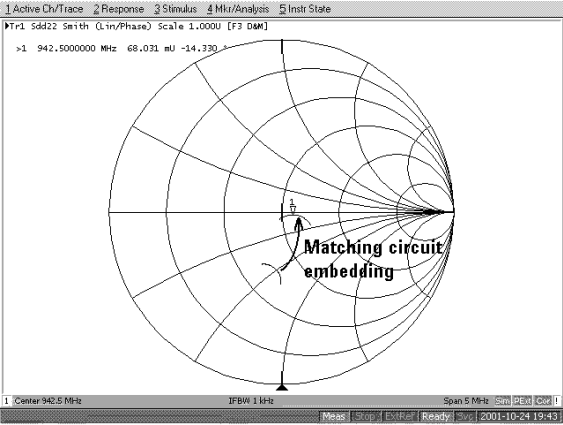 1 Active Ch/Trace 2 Response 3 Stimulus 4 Mkr/Analysis 5 Instr State
Tr1 Sdd22 Smith (Lin/Phase) Scale 1.000U [F3 D&M]
>1 942.5000000 MHz 68.031 mU -14.330 °
1
Matching circuit
embedding
1 Center 942.5 MHz IFBW 1 kHz Span 5 MHz Sim PExt Cor !
Meas Stop ExtRef Ready Svc 2001-10-24 19:43